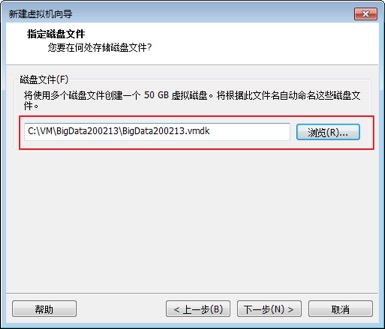 新建虚拟机向导
指定磁盘文件
您要在何处存储磁盘文件?
磁盘文件(F)
将使用多个磁盘文件创建一个 50 GB 虚拟磁盘。将根据此文件名自动命名这些磁盘文
件。
C:\VM\BigData200213\BigData200213.vmdk
浏览(R)...
帮助
< 上一步(B)
下一步(N) >
取消